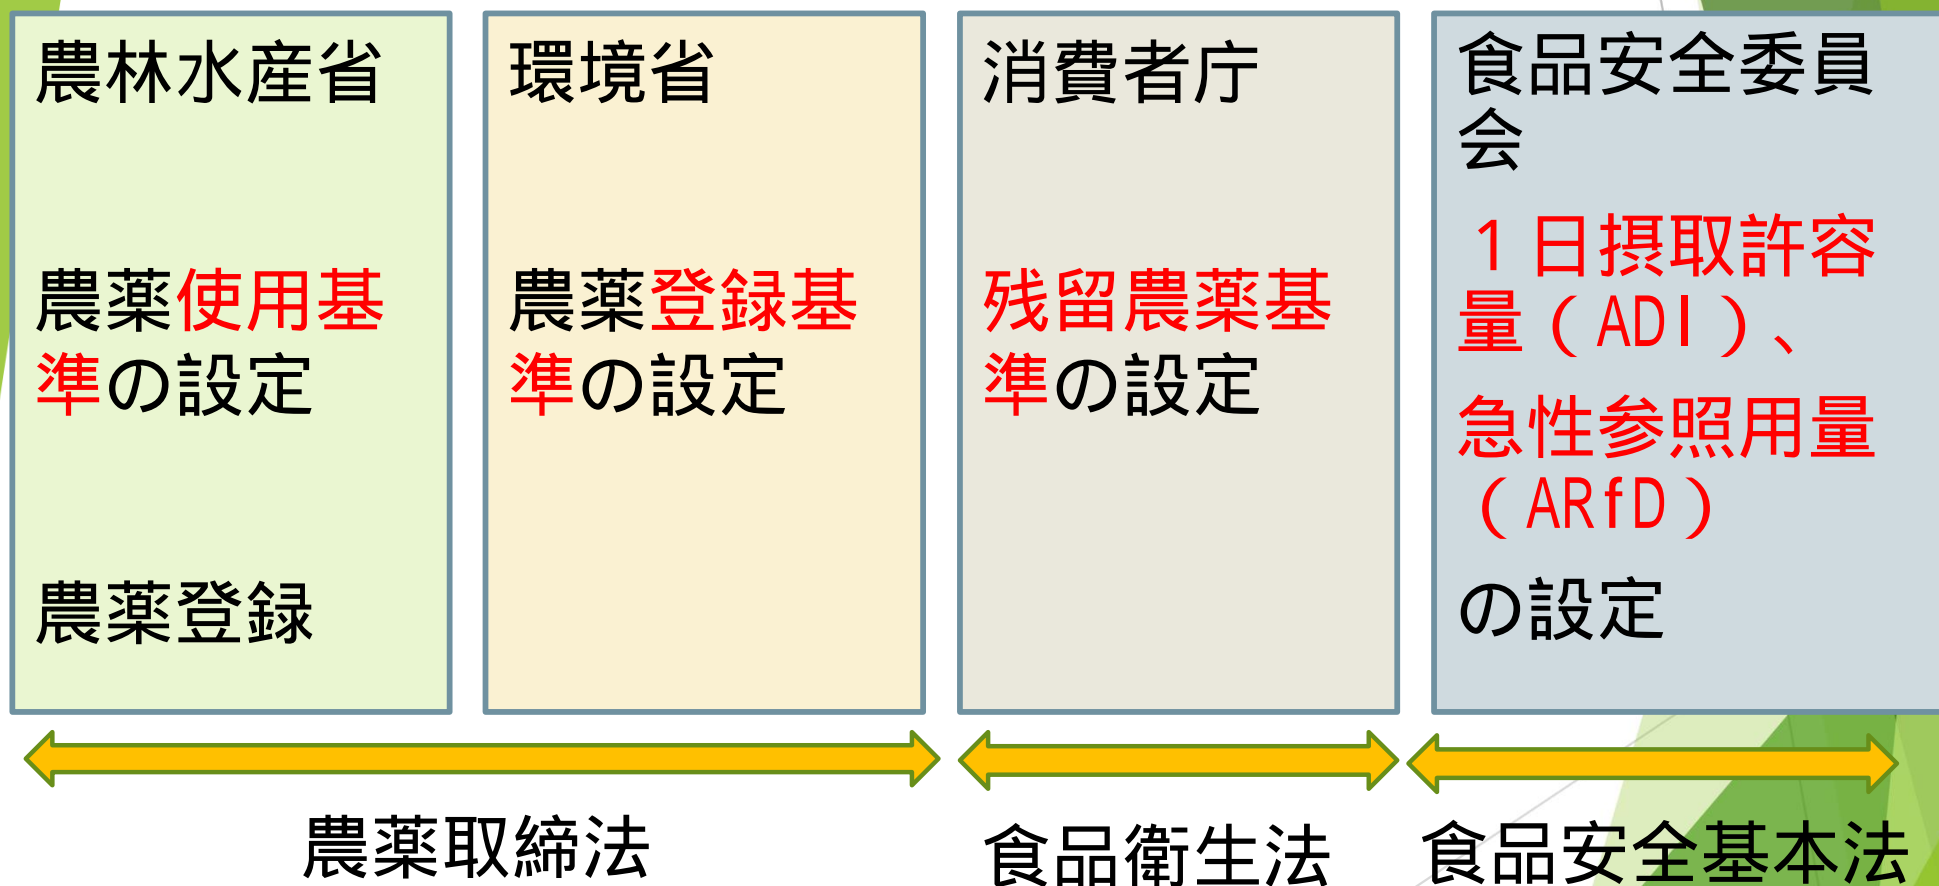 農林水産省
農薬使用基
準の設定
農薬登録
環境省
農薬登録基
準の設定
消費者庁
残留農薬基
準の設定
食品安全委員
会
１日摂取許容
量（ADI）、
急性参照用量
（ARfD）
の設定
農薬取締法
食品衛生法
食品安全基本法